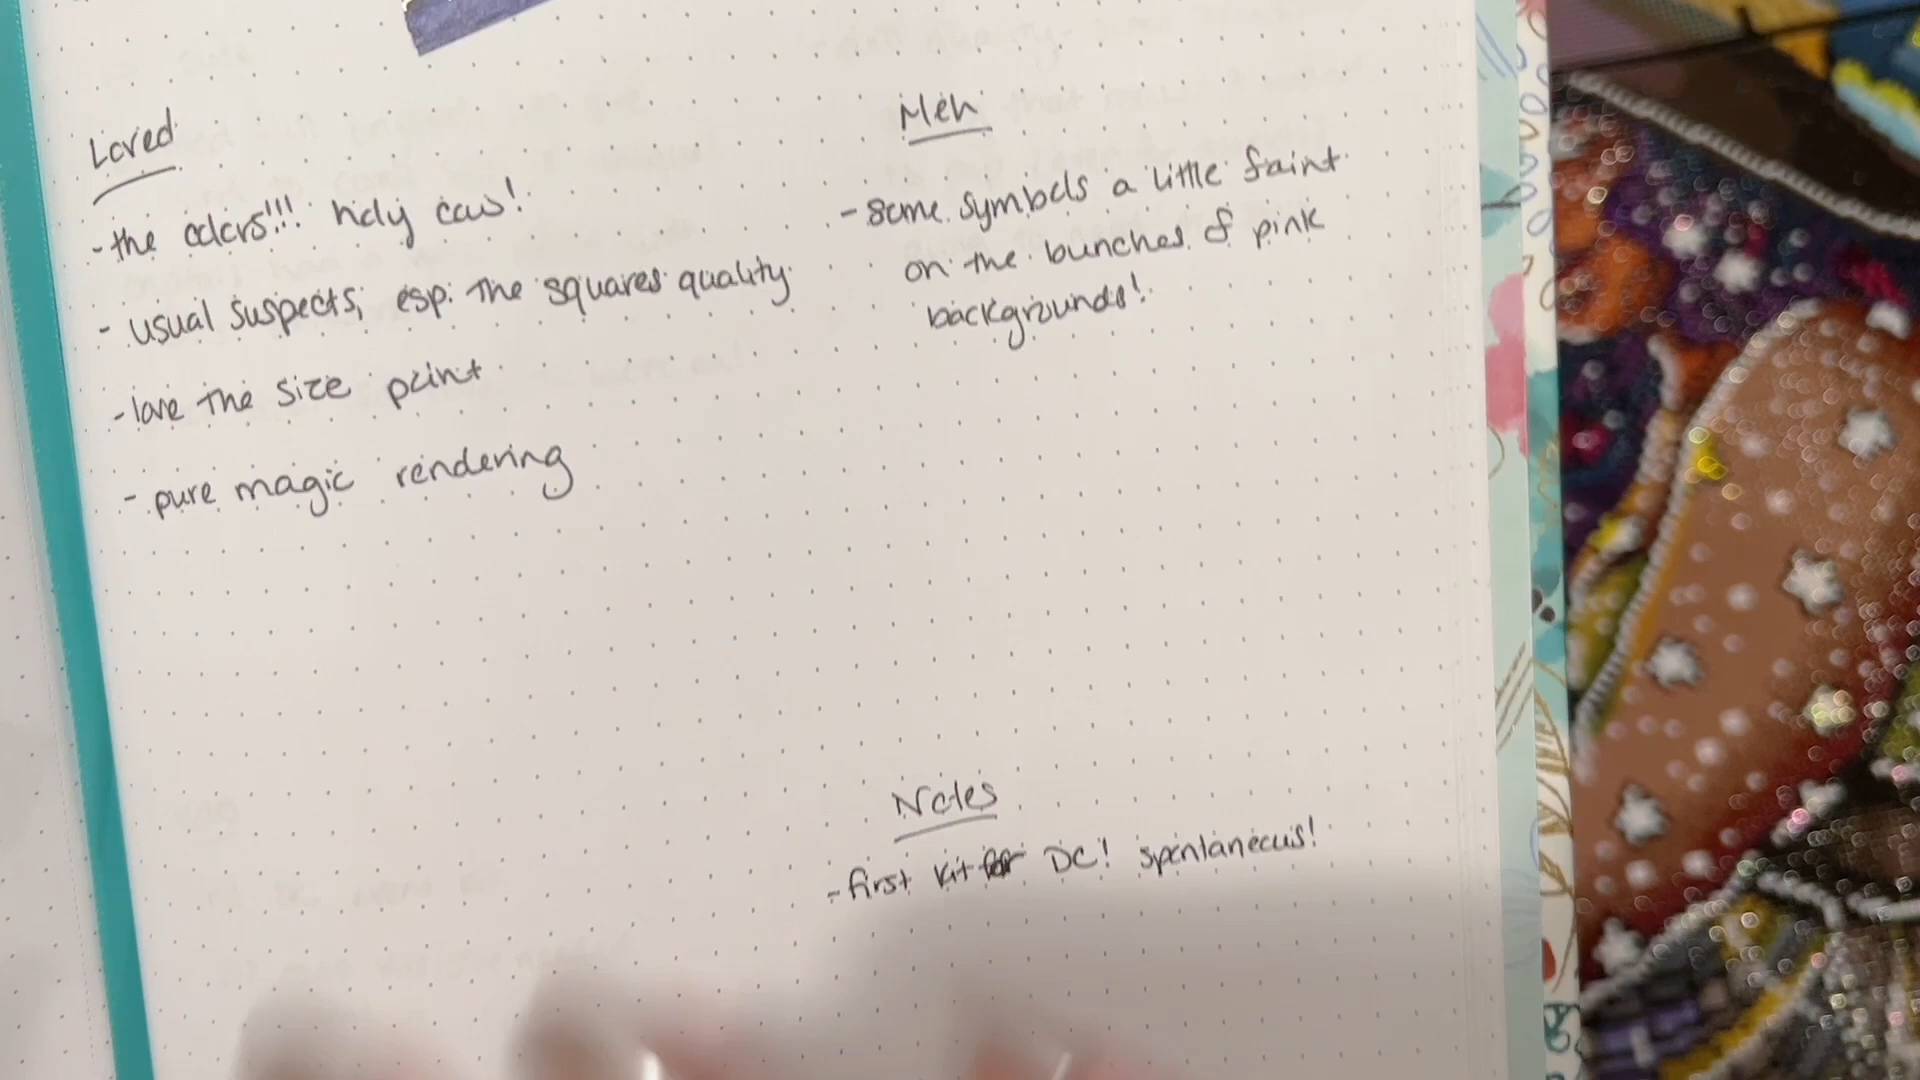 Loved
- the colors!!! holy cow!
- usual suspects, esp. the squares quality
- love the size print
- pure magic rendering
Meh
- some symbols a little faint
on the bunches of pink
backgrounds!
Notes
- first kit for DC! spontaneous!